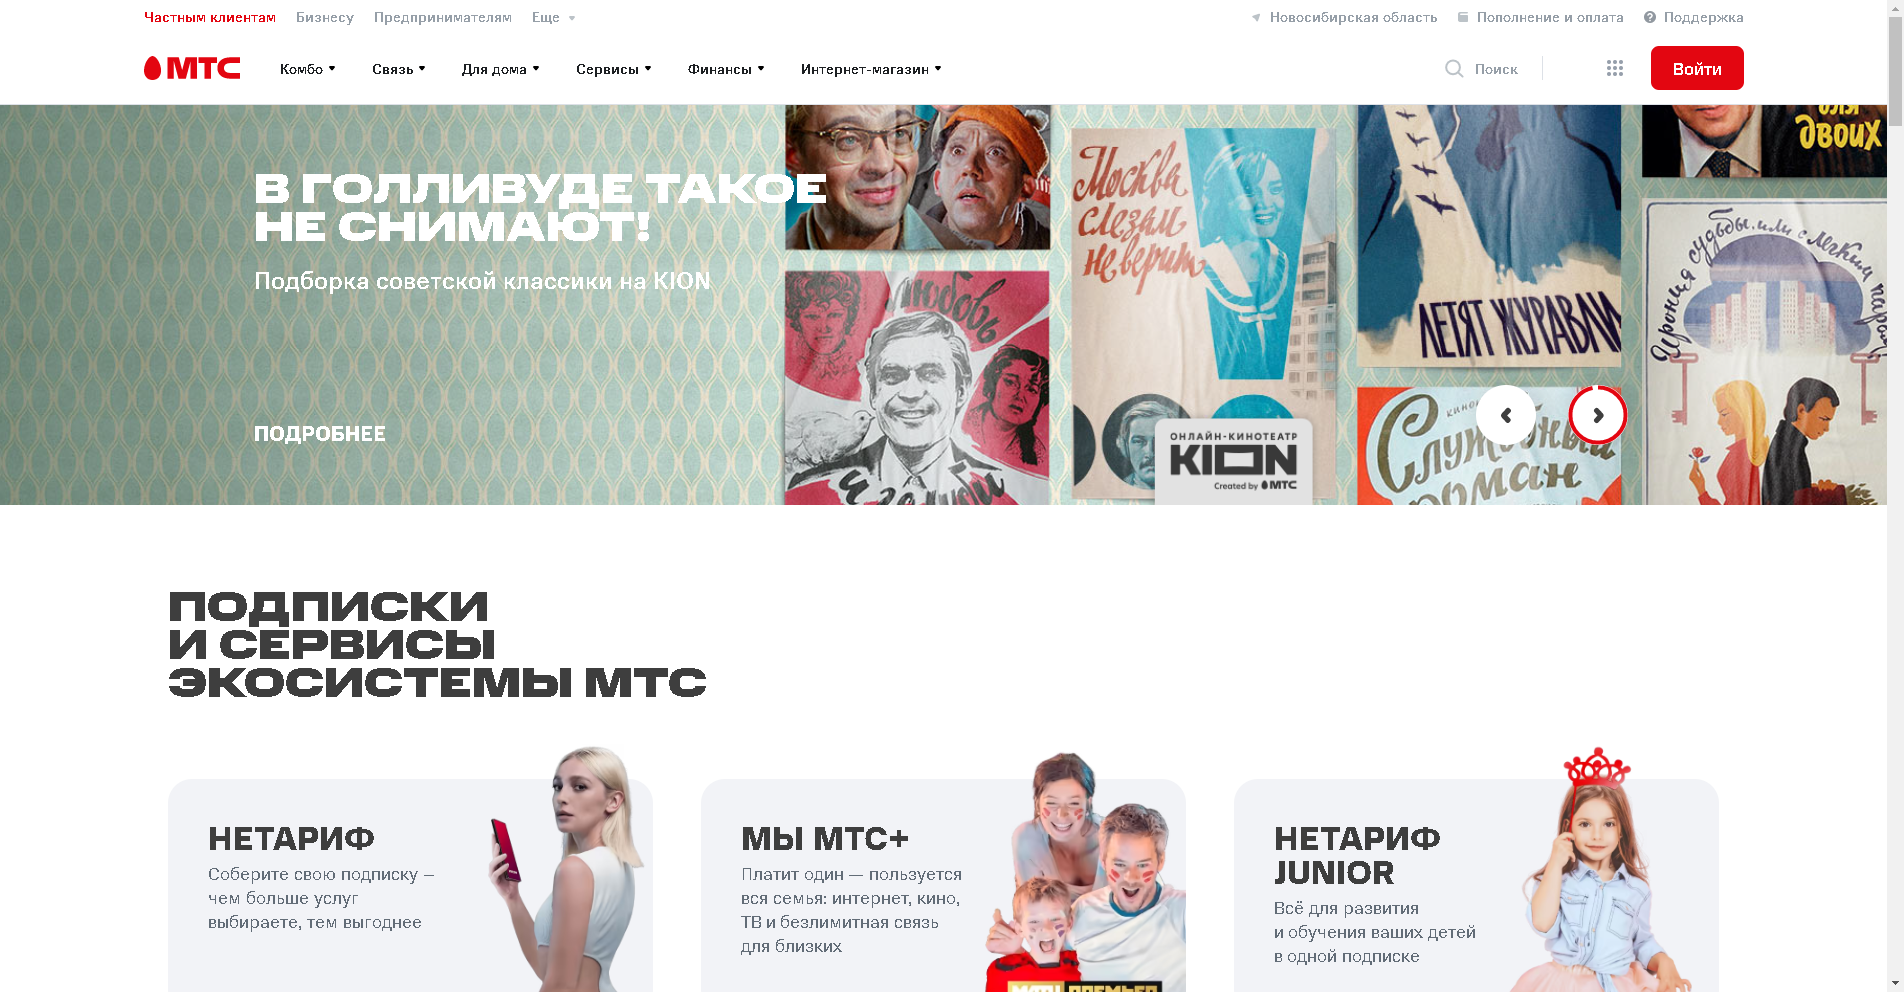 Частным клиентам Бизнесу Предпринимателям Еще Новосибирская область Пополнение и оплата Поддержка
МТС Комбо Связь Для дома Сервисы Финансы Интернет-магазин Поиск Войти
В ГОЛЛИВУДЕ ТАКОЕ
НЕ СНИМАЮТ!
Подборка советской классики на KION
ПОДРОБНЕЕ
Москва
слезам
не верит
любовь
и голуби
ЛЕТЯТ ЖУРАВЛИ
для
двоих
Ирония судьбы, или с легким паром
Служебный
роман
ОНЛАЙН-КИНОТЕАТР
KION
Created by МТС
ПОДПИСКИ
И СЕРВИСЫ
ЭКОСИСТЕМЫ МТС
НЕТАРИФ
Соберите свою подписку –
чем больше услуг
выбираете, тем выгоднее
МЫ МТС+
Платит один — пользуется
вся семья: интернет, кино,
ТВ и безлимитная связь
для близких
НЕТАРИФ
JUNIOR
Всё для развития
и обучения ваших детей
в одной подписке